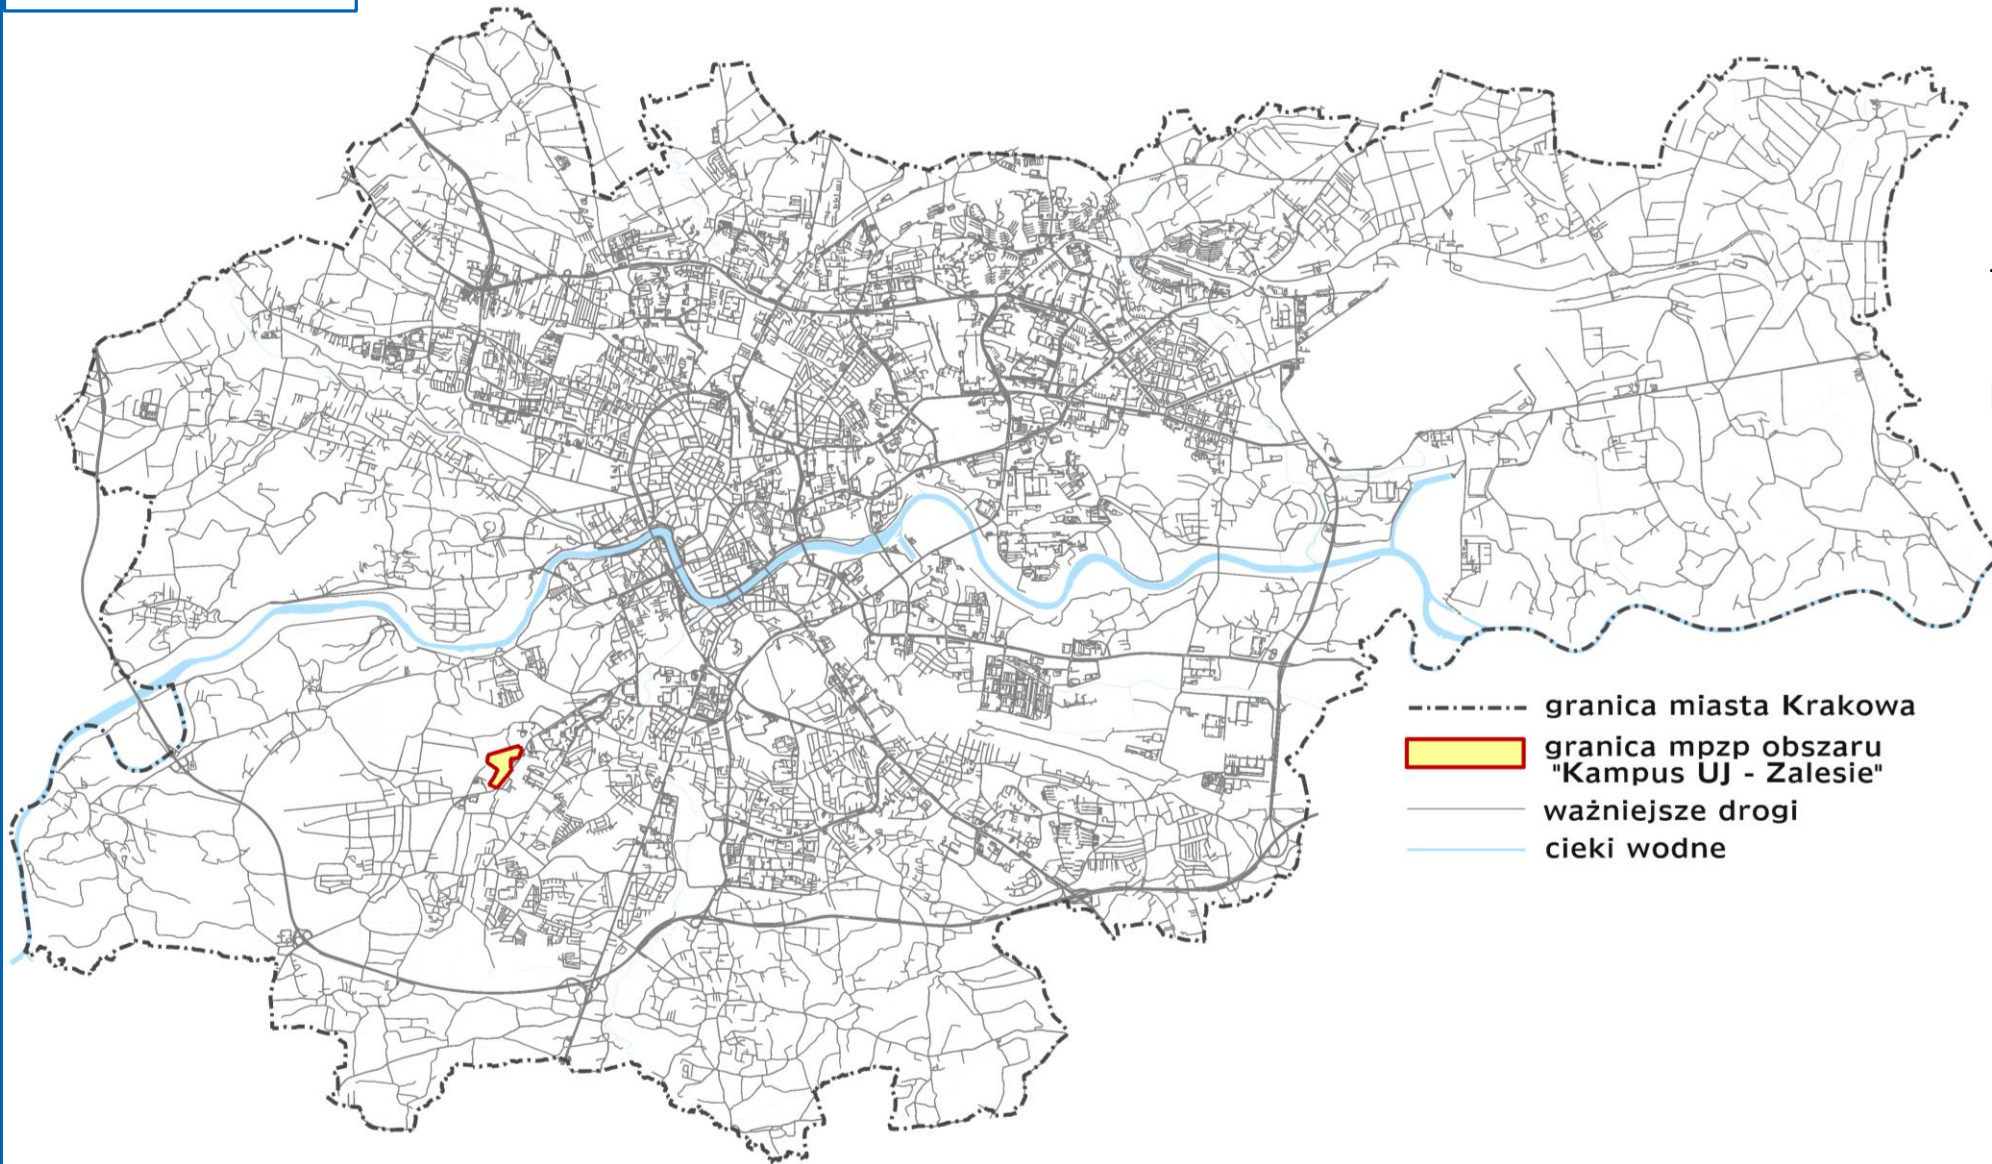 granica miasta Krakowa
granica mpzp obszaru
"Kampus UJ - Zalesie"
ważniejsze drogi
cieki wodne